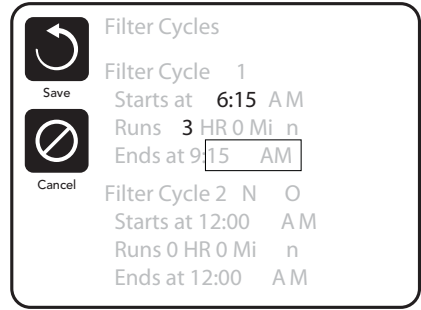 Filter Cycles
Filter Cycle 1
Save
Starts at 6:15 A M
Runs 3 HR 0 Mi n
Ends at 9:15 AM
Cancel
Filter Cycle 2 N O
Starts at 12:00 A M
Runs 0 HR 0 Mi n
Ends at 12:00 A M